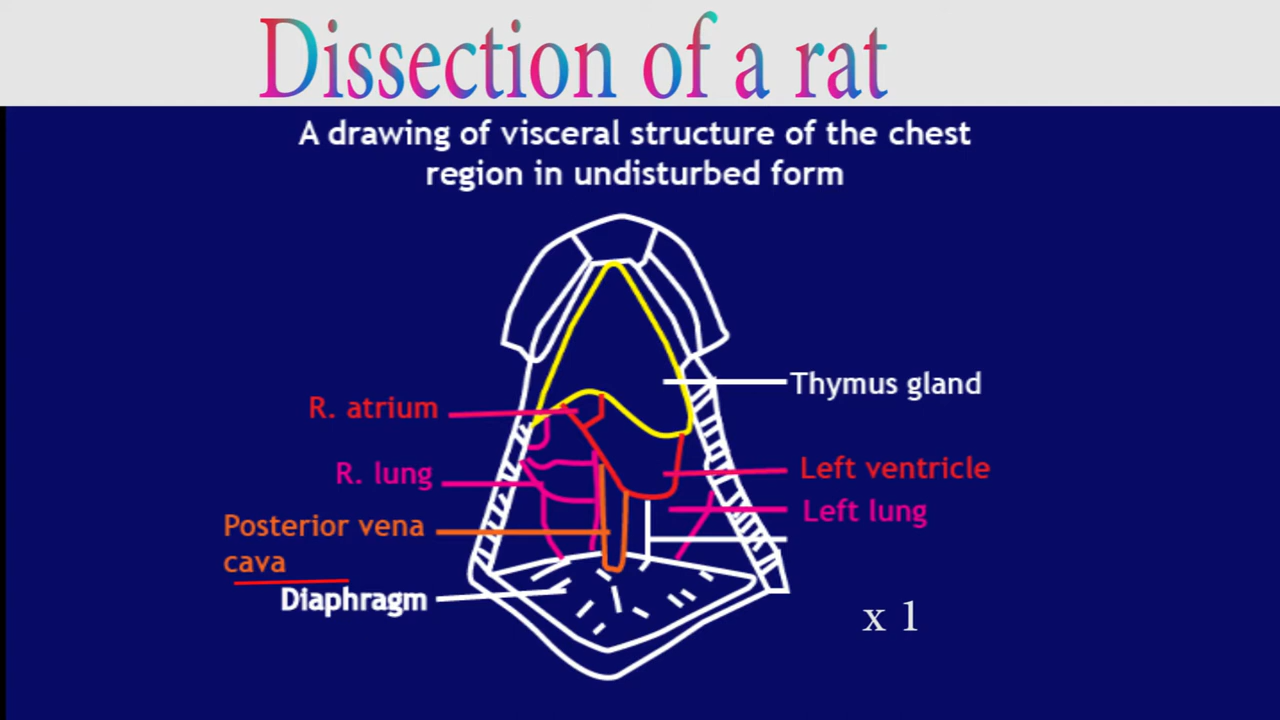 Dissection of a rat
A drawing of visceral structure of the chest
region in undisturbed form
Thymus gland
R. atrium
Left ventricle
R. lung
Left lung
Posterior vena
cava
Diaphragm
x 1